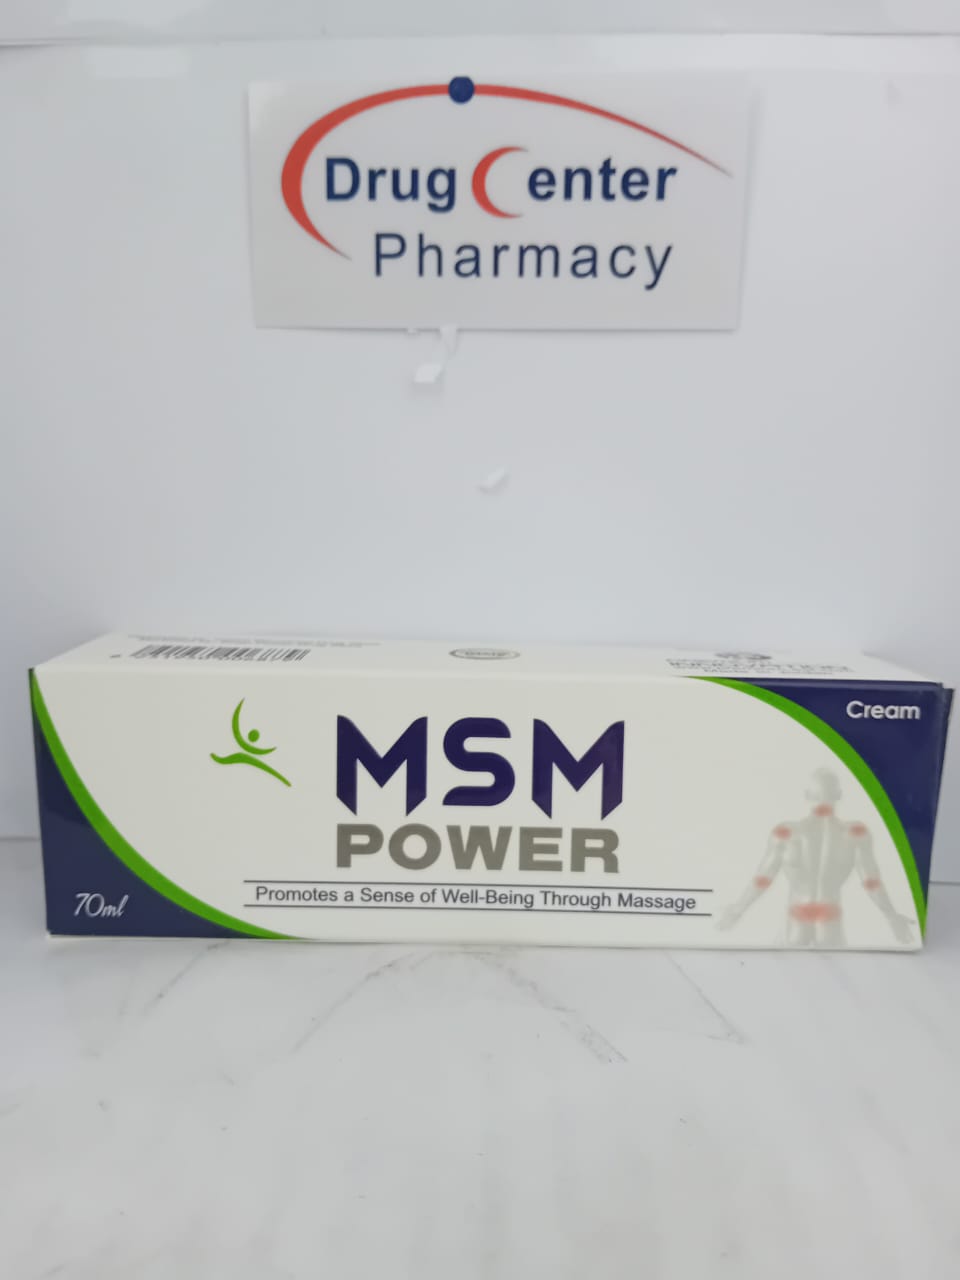 Drug Center
Pharmacy
Cream
MSM
POWER
Promotes a Sense of Well-Being Through Massage
70ml